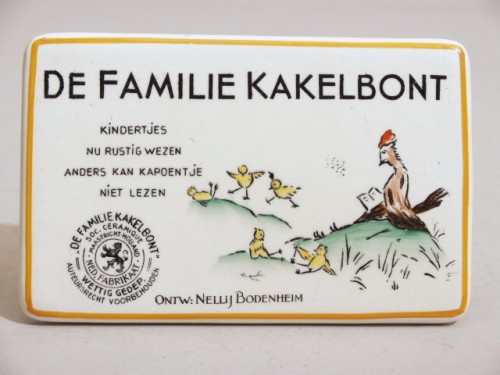 DE FAMILIE KAKELBONT
KINDERTJES
NU RUSTIG WEZEN
ANDERS KAN KAPOENTJE
NIET LEZEN
"DE FAMILIE KAKELBONT"
SOC. CÉRAMIQUE
MAASTRICHT-HOLLAND
NED. FABRIKAAT
WETTIG GEDEP.
AUTEURSRECHT VOORBEHOUDEN
ONTW: NELLIJ BODENHEIM